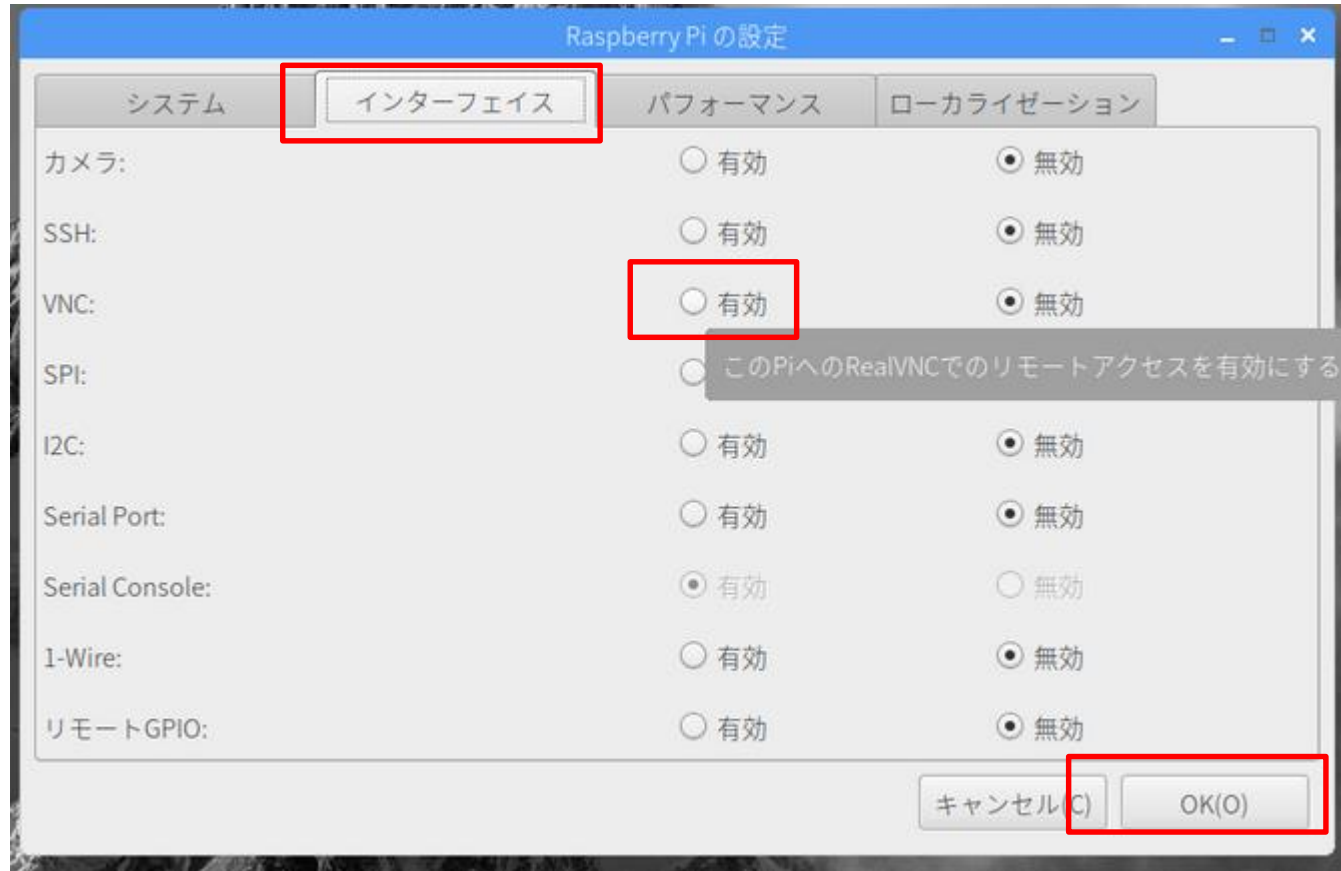 Raspberry Pi の設定
システム インターフェイス パフォーマンス ローカライゼーション
カメラ: 有効 無効
SSH: 有効 無効
VNC: 有効 無効
このPiへのRealVNCでのリモートアクセスを有効にする
SPI:
I2C: 有効 無効
Serial Port: 有効 無効
Serial Console: 有効 無効
1-Wire: 有効 無効
リモートGPIO: 有効 無効
キャンセル(C) OK(O)